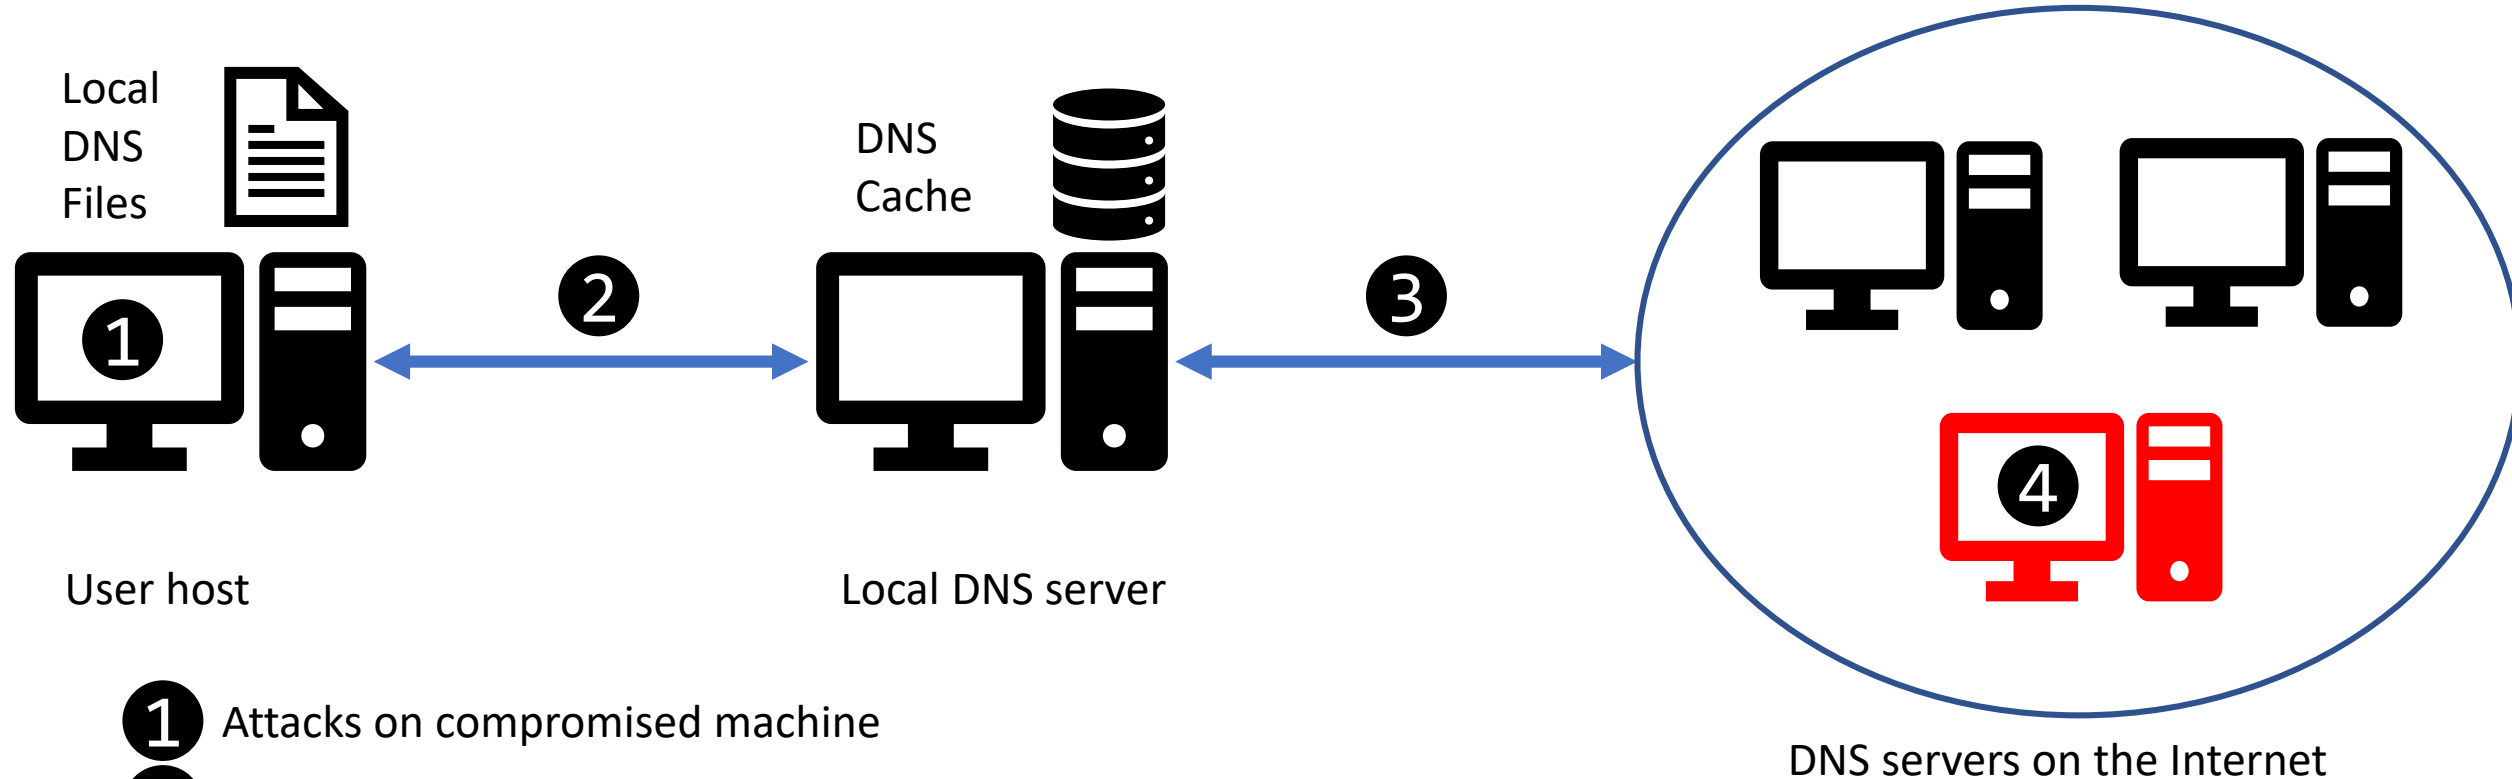 Local
DNS
Files
DNS
Cache
1
2
3
4
User host
Local DNS server
1 Attacks on compromised machine
DNS servers on the Internet